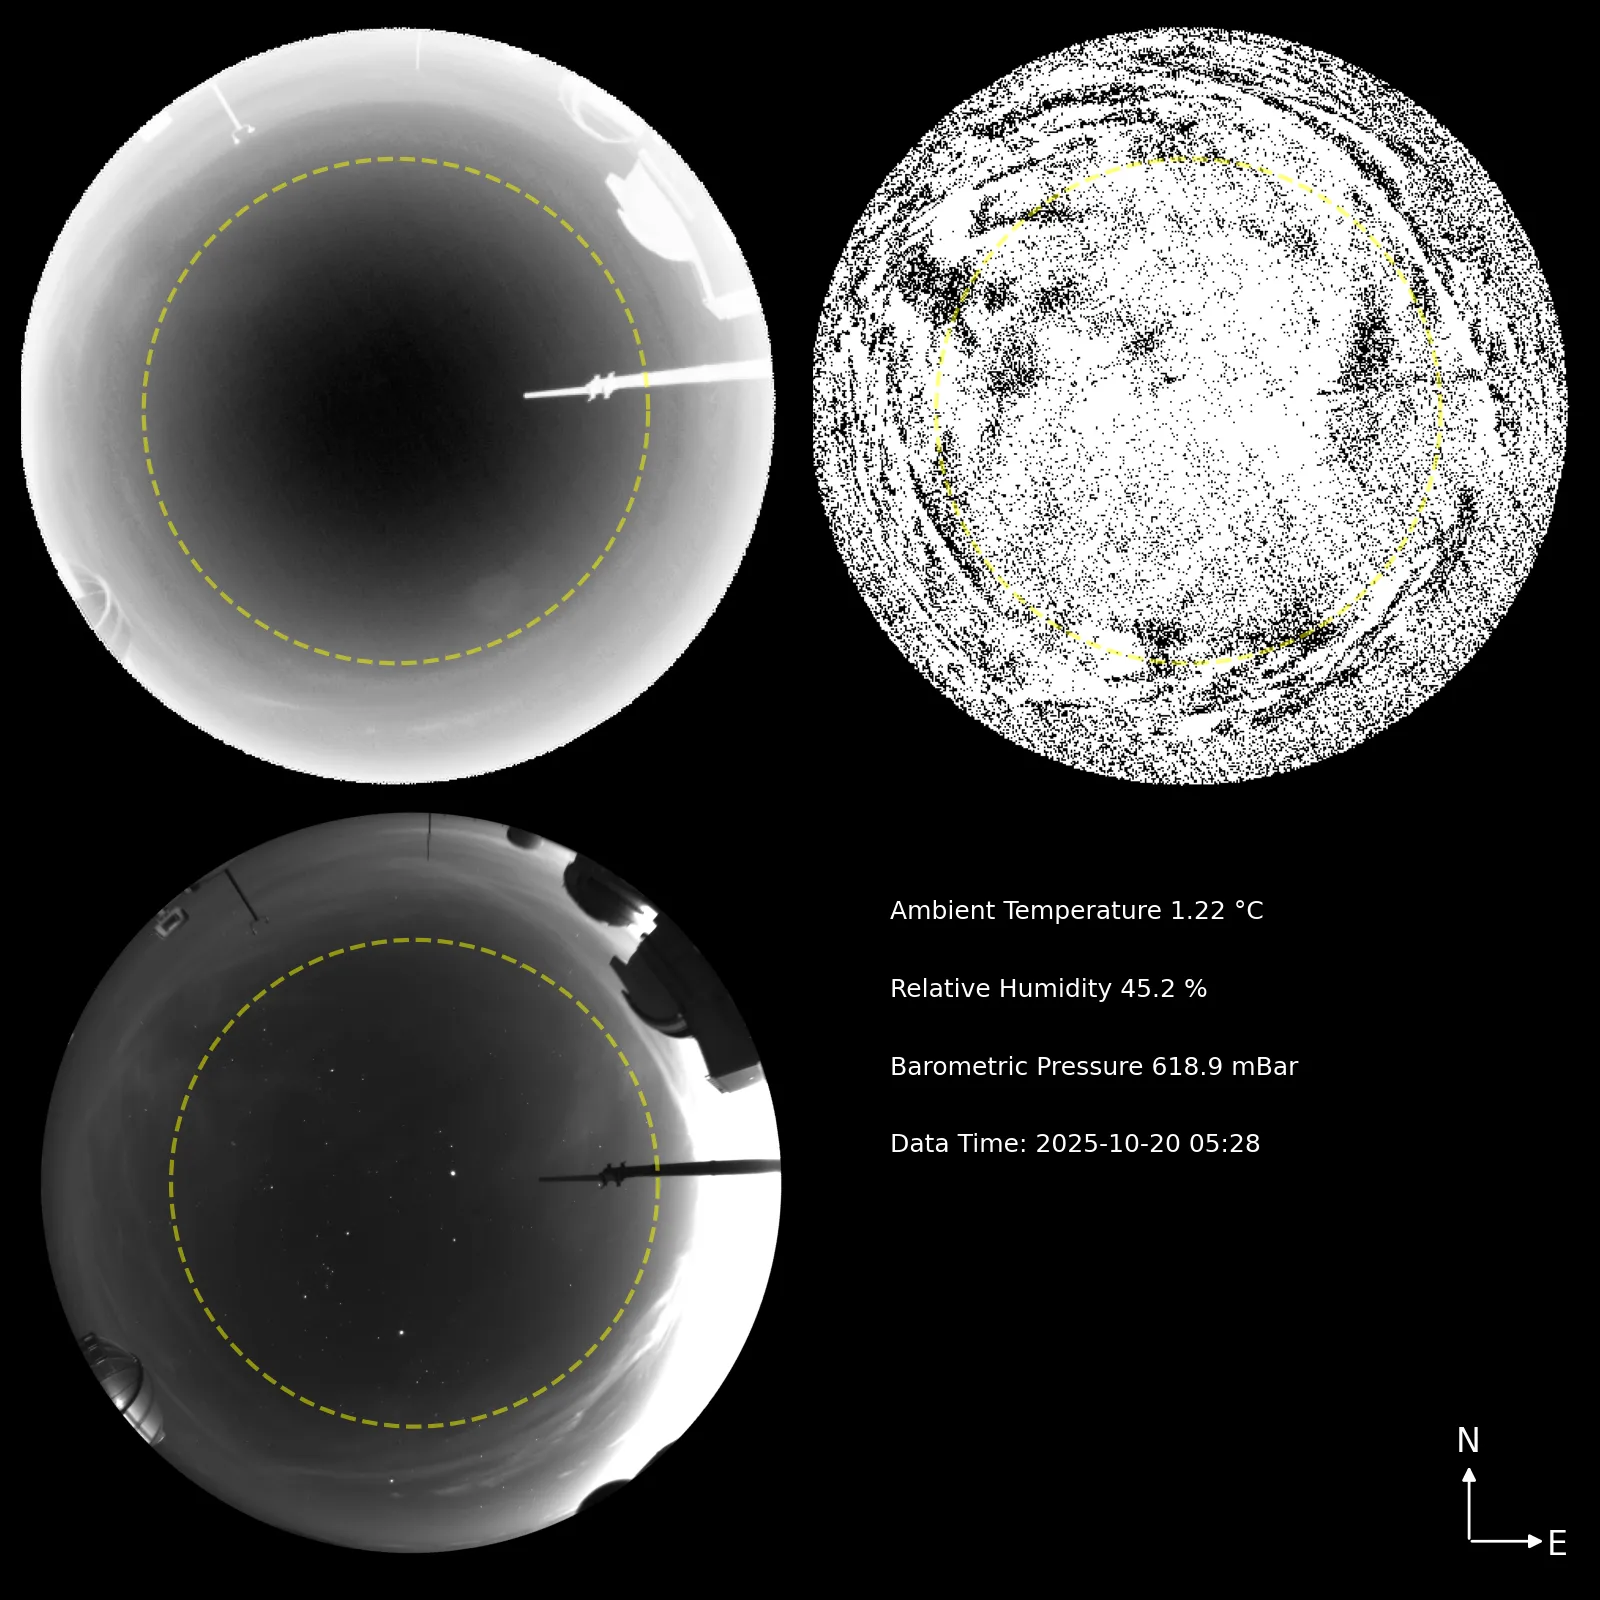 Ambient Temperature 1.22 °C
Relative Humidity 45.2 %
Barometric Pressure 618.9 mBar
Data Time: 2025-10-20 05:28
N
E